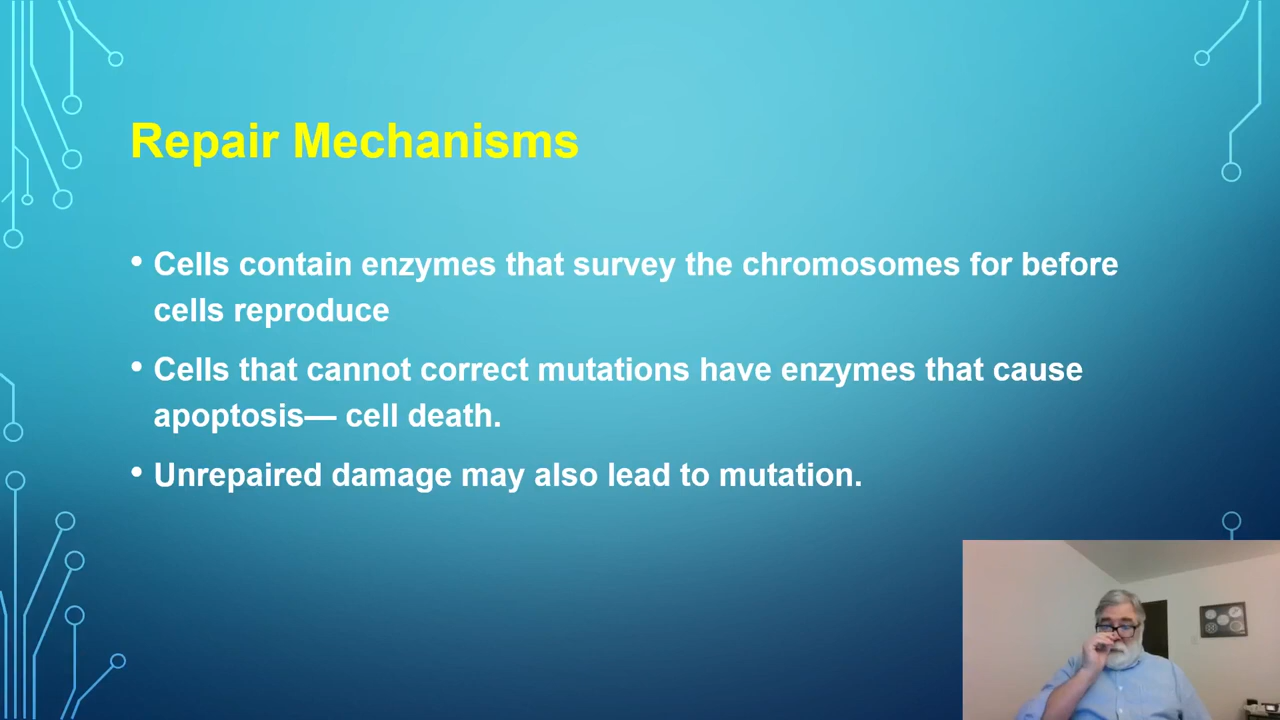 Repair Mechanisms
• Cells contain enzymes that survey the chromosomes for before
cells reproduce
• Cells that cannot correct mutations have enzymes that cause
apoptosis— cell death.
• Unrepaired damage may also lead to mutation.